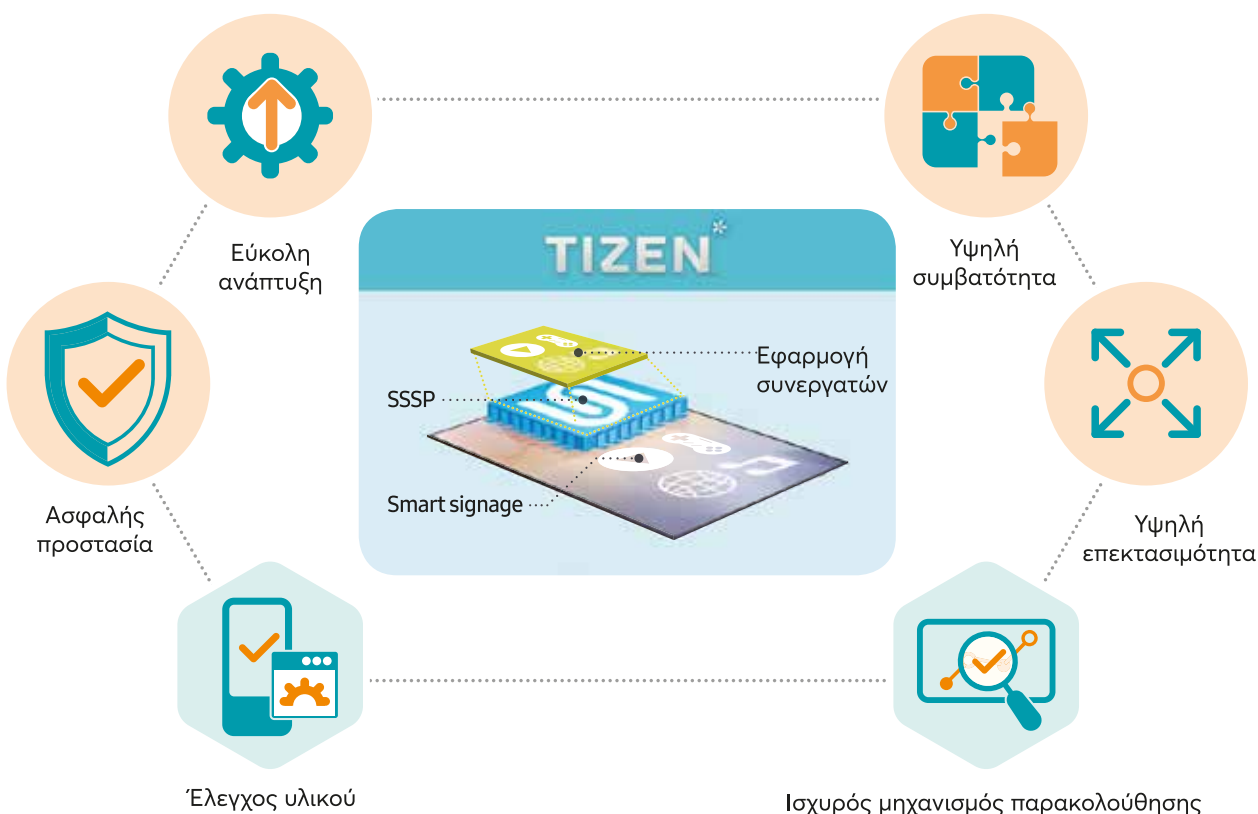 Εύκολη
ανάπτυξη
Υψηλή
συμβατότητα
TIZEN*
Εφαρμογή
συνεργατών
SSSP
Smart signage
Ασφαλής
προστασία
Υψηλή
επεκτασιμότητα
Έλεγχος υλικού
Ισχυρός μηχανισμός παρακολούθησης